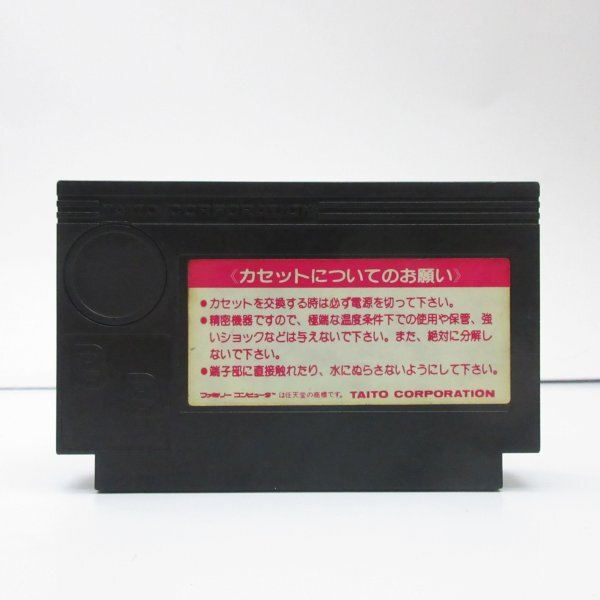 TAITO CORPORATION
《カセットについてのお願い》
●カセットを交換する時は必ず電源を切って下さい。
●精密機器ですので、極端な温度条件下での使用や保管、強
いショックなどは与えないで下さい。また、絶対に分解し
ないで下さい。
●端子部に直接触れたり、水にぬらさないようにして下さい。
ファミリーコンピュータ™は任天堂の商標です。 TAITO CORPORATION